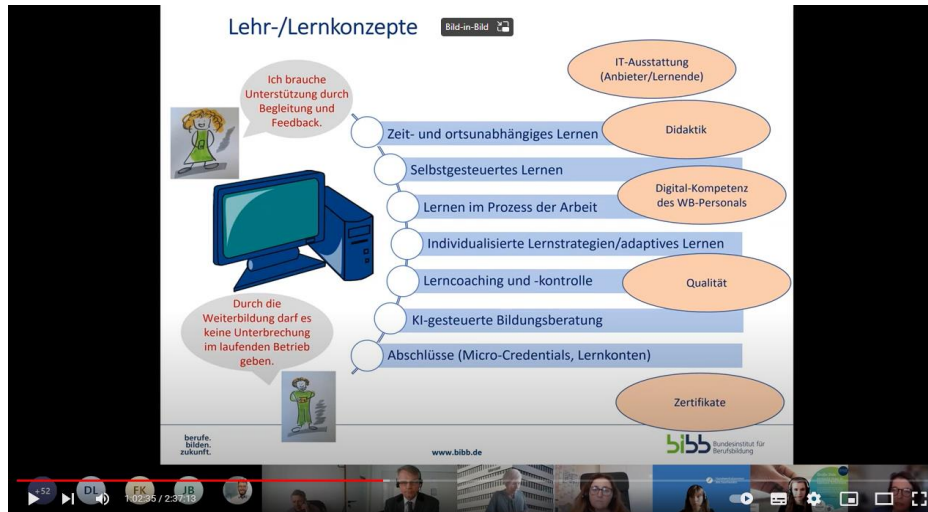 Lehr-/Lernkonzepte
Bild-in-Bild
IT-Ausstattung
(Anbieter/Lernende)
Ich brauche
Unterstützung durch
Begleitung und
Feedback.
Zeit- und ortsunabhängiges Lernen
Didaktik
Selbstgesteuertes Lernen
Digital-Kompetenz
des WB-Personals
Lernen im Prozess der Arbeit
Individualisierte Lernstrategien/adaptives Lernen
Lerncoaching und -kontrolle
Qualität
Durch die
Weiterbildung darf es
keine Unterbrechung
im laufenden Betrieb
geben.
KI-gesteuerte Bildungsberatung
Abschlüsse (Micro-Credentials, Lernkonten)
Zertifikate
berufe.
bilden.
zukunft.
www.bibb.de
bibb Bundesinstitut für
Berufsbildung
+52 DL FK JB
1:02:35 / 2:37:13